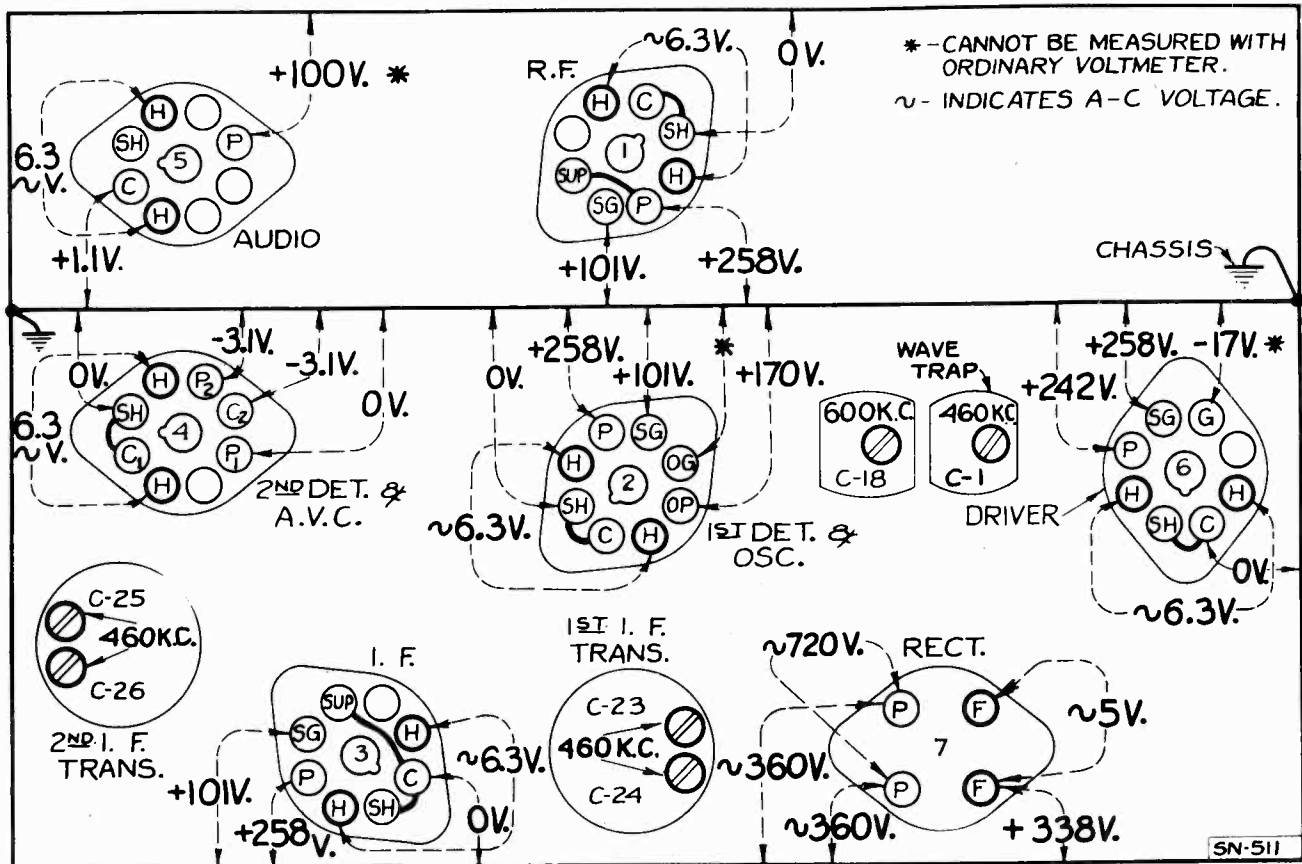 * - CANNOT BE MEASURED WITH
ORDINARY VOLTMETER.
~ - INDICATES A-C VOLTAGE.
+100V. *
H
SH
P
5
C
H
6.3
~V.
+1.1V.
AUDIO
R.F.
~6.3V.
0V.
H
C
SH
1
SUP
H
SG
P
+101V.
+258V.
CHASSIS
-3.1V.
-3.1V.
0V.
0V.
6.3
~V.
H
P2
SH
C2
4
C1
P1
H
2ND DET. &
A.V.C.
0V.
+258V.
+101V.
*
+170V.
P
SG
H
OG
2
SH
OP
C
H
~6.3V.
1ST DET. &
OSC.
WAVE
TRAP
600K.C.
C-18
460K.C.
C-1
+242V.
+258V.
-17V. *
SG
G
P
6
H
H
SH
C
DRIVER
0V.
~6.3V.
C-25
460K.C.
C-26
2ND I. F.
TRANS.
I. F.
SUP
SG
H
3
P
C
H
SH
+101V.
+258V.
~6.3V.
0V.
1ST I. F.
TRANS.
C-23
460K.C.
C-24
~720V.
RECT.
P
F
7
P
F
~5V.
~360V.
~360V.
+338V.
SN-511